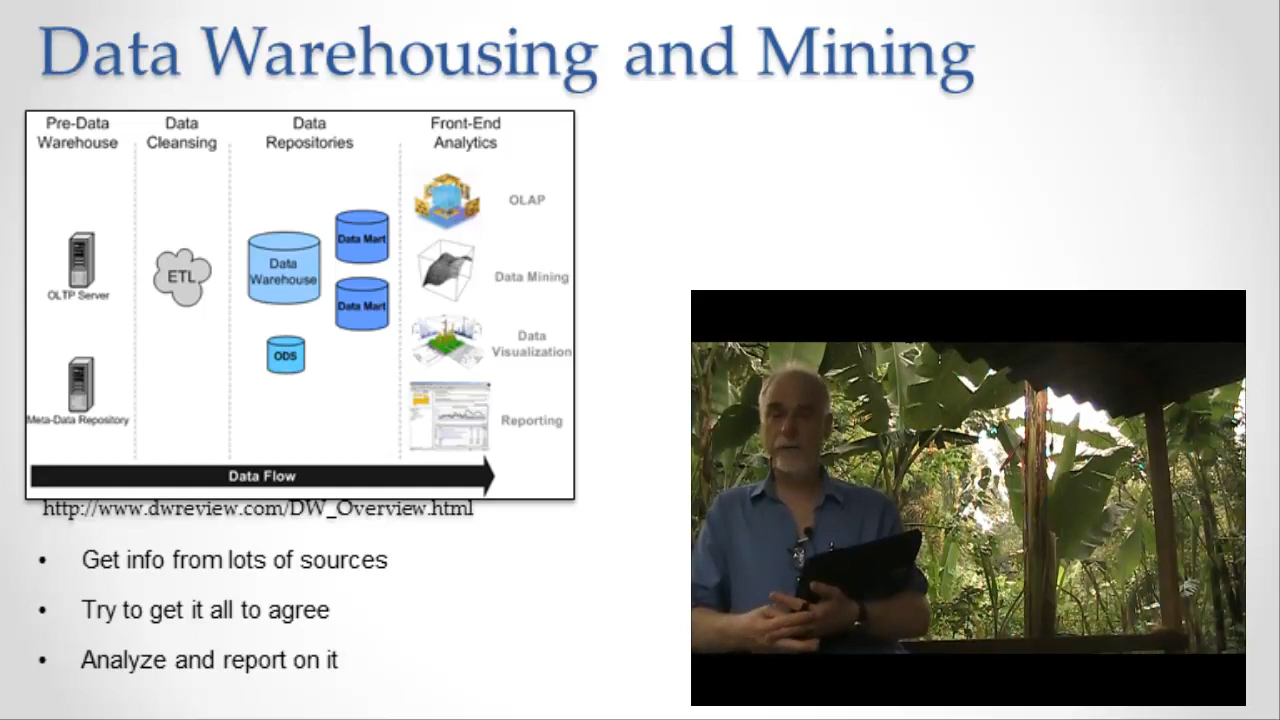 Data Warehousing and Mining
Pre-Data
Warehouse
Data
Cleansing
Data
Repositories
Front-End
Analytics
OLTP Server
Meta-Data Repository
ETL
Data
Warehouse
Data Mart
Data Mart
ODS
OLAP
Data Mining
Data
Visualization
Reporting
Data Flow
http://www.dwreview.com/DW_Overview.html
• Get info from lots of sources
• Try to get it all to agree
• Analyze and report on it